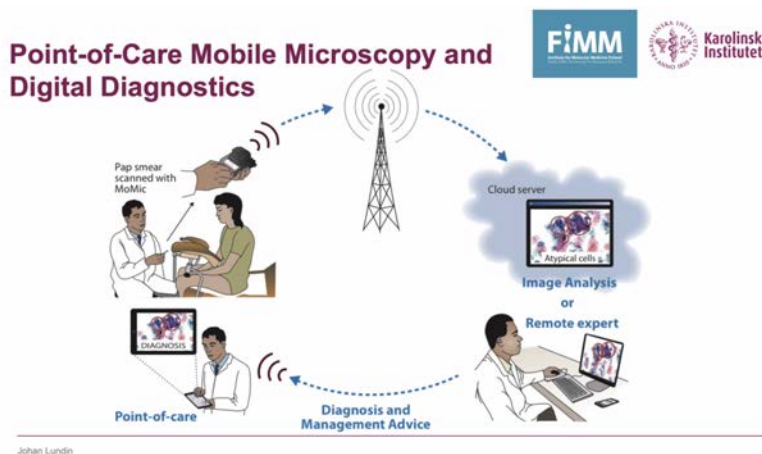 Point-of-Care Mobile Microscopy and
Digital Diagnostics
FiMM
Karolinsk
Institutet
Pap smear
scanned with
MoMic
Cloud server
Atypical cells
Image Analysis
or
Remote expert
DIAGNOSIS
Point-of-care
Diagnosis and
Management Advice
Johan Lundin